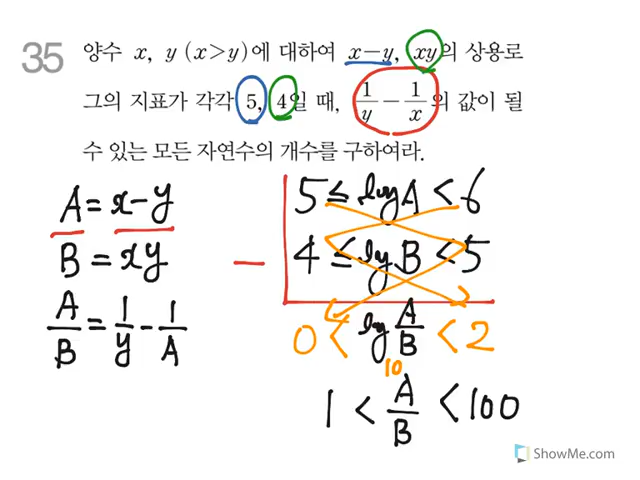 35 양수 x, y (x>y)에 대하여 x−y, xy의 상용로
그의 지표가 각각 5, 4일 때, 1/y − 1/x 의 값이 될
수 있는 모든 자연수의 개수를 구하여라.
A = x−y
B = xy
A/B = 1/y − 1/A
5 ≤ log A < 6
− 4 ≤ log B < 5
0 < log₁₀ A/B < 2
1 < A/B < 100
ShowMe.com